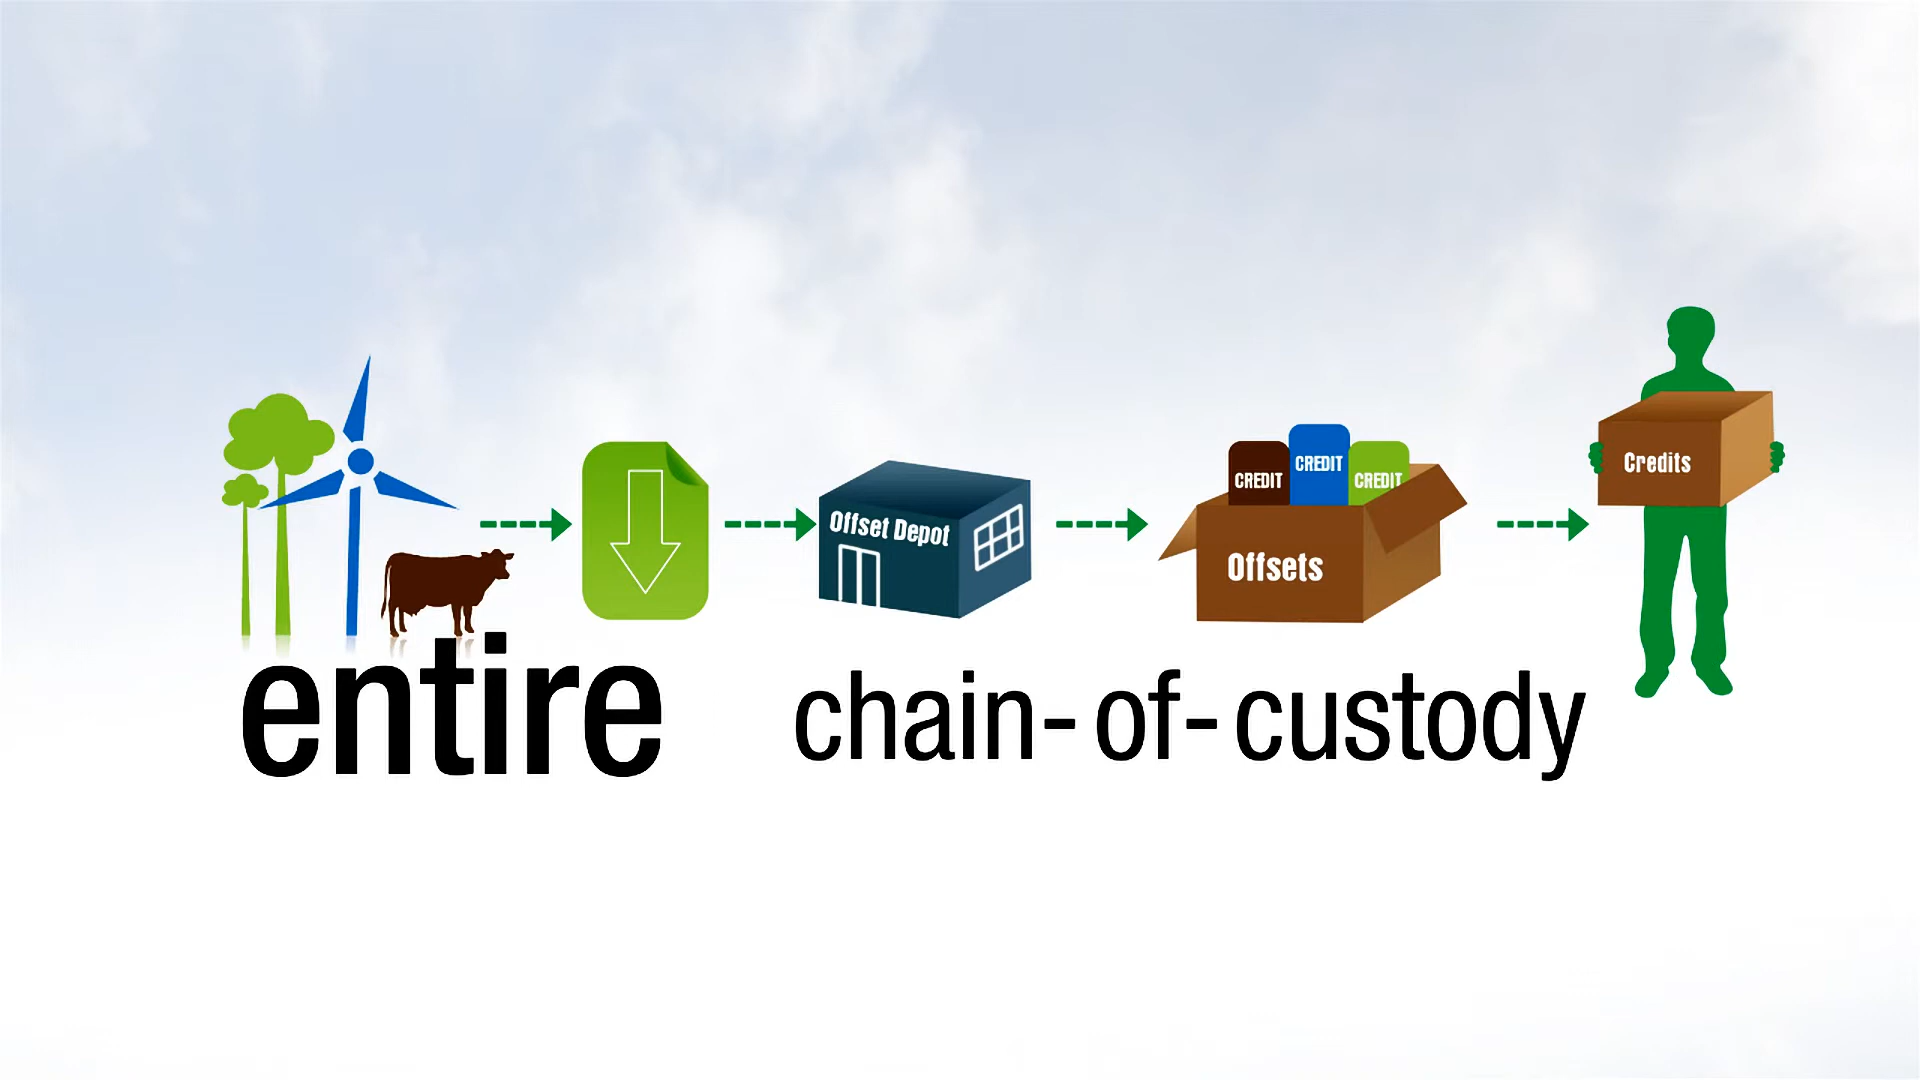 Offset Depot
CREDIT
CREDIT
CREDIT
Offsets
Credits
entire chain-of-custody